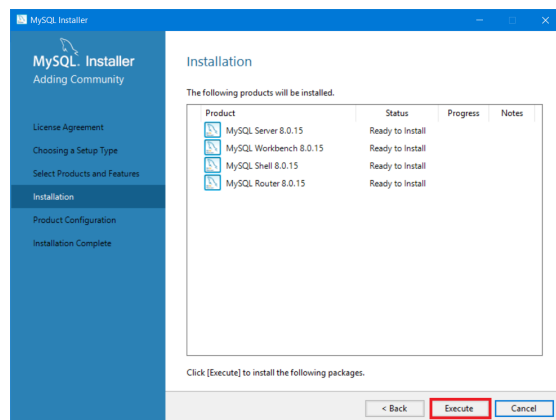 MySQL Installer
MySQL. Installer
Adding Community
License Agreement
Choosing a Setup Type
Select Products and Features
Installation
Product Configuration
Installation Complete
Installation
The following products will be installed.
Product Status Progress Notes
MySQL Server 8.0.15 Ready to Install
MySQL Workbench 8.0.15 Ready to Install
MySQL Shell 8.0.15 Ready to Install
MySQL Router 8.0.15 Ready to Install
Click [Execute] to install the following packages.
< Back Execute Cancel